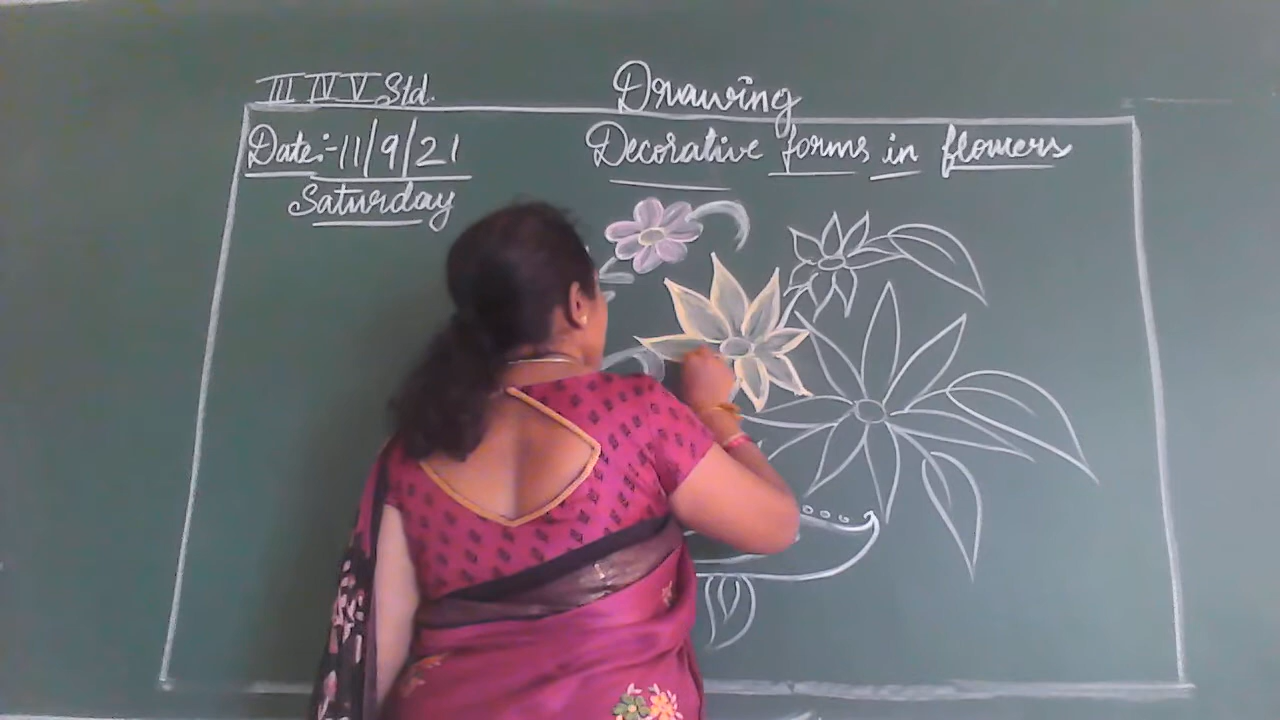 III IV V Std.
Drawing
Date:-11/9/21
Decorative forms in flowers
Saturday